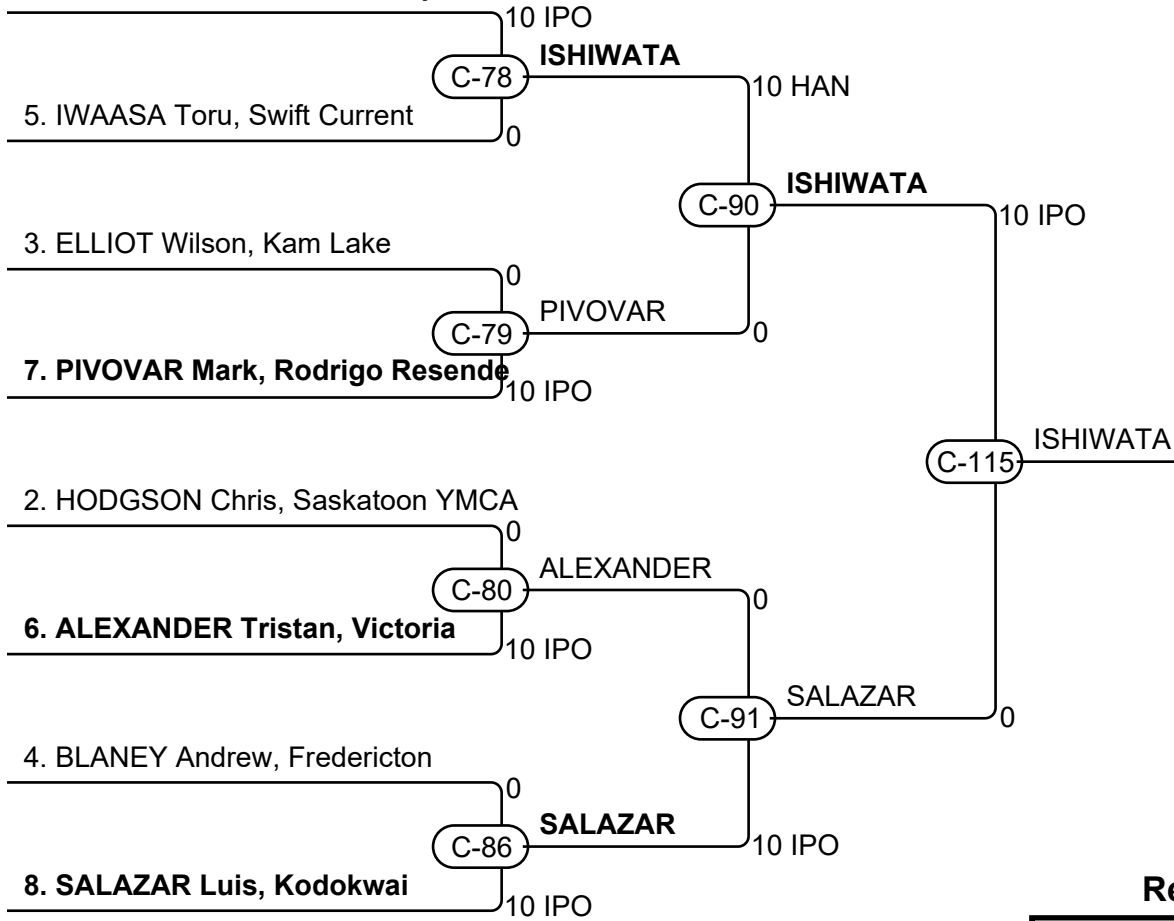 10 IPO
ISHIWATA
C-78
10 HAN
5. IWAASA Toru, Swift Current
0
ISHIWATA
C-90
10 IPO
3. ELLIOT Wilson, Kam Lake
0
PIVOVAR
C-79
0
7. PIVOVAR Mark, Rodrigo Resende
10 IPO
ISHIWATA
C-115
2. HODGSON Chris, Saskatoon YMCA
0
ALEXANDER
C-80
0
6. ALEXANDER Tristan, Victoria
10 IPO
SALAZAR
C-91
0
4. BLANEY Andrew, Fredericton
0
SALAZAR
C-86
10 IPO
8. SALAZAR Luis, Kodokwai
10 IPO